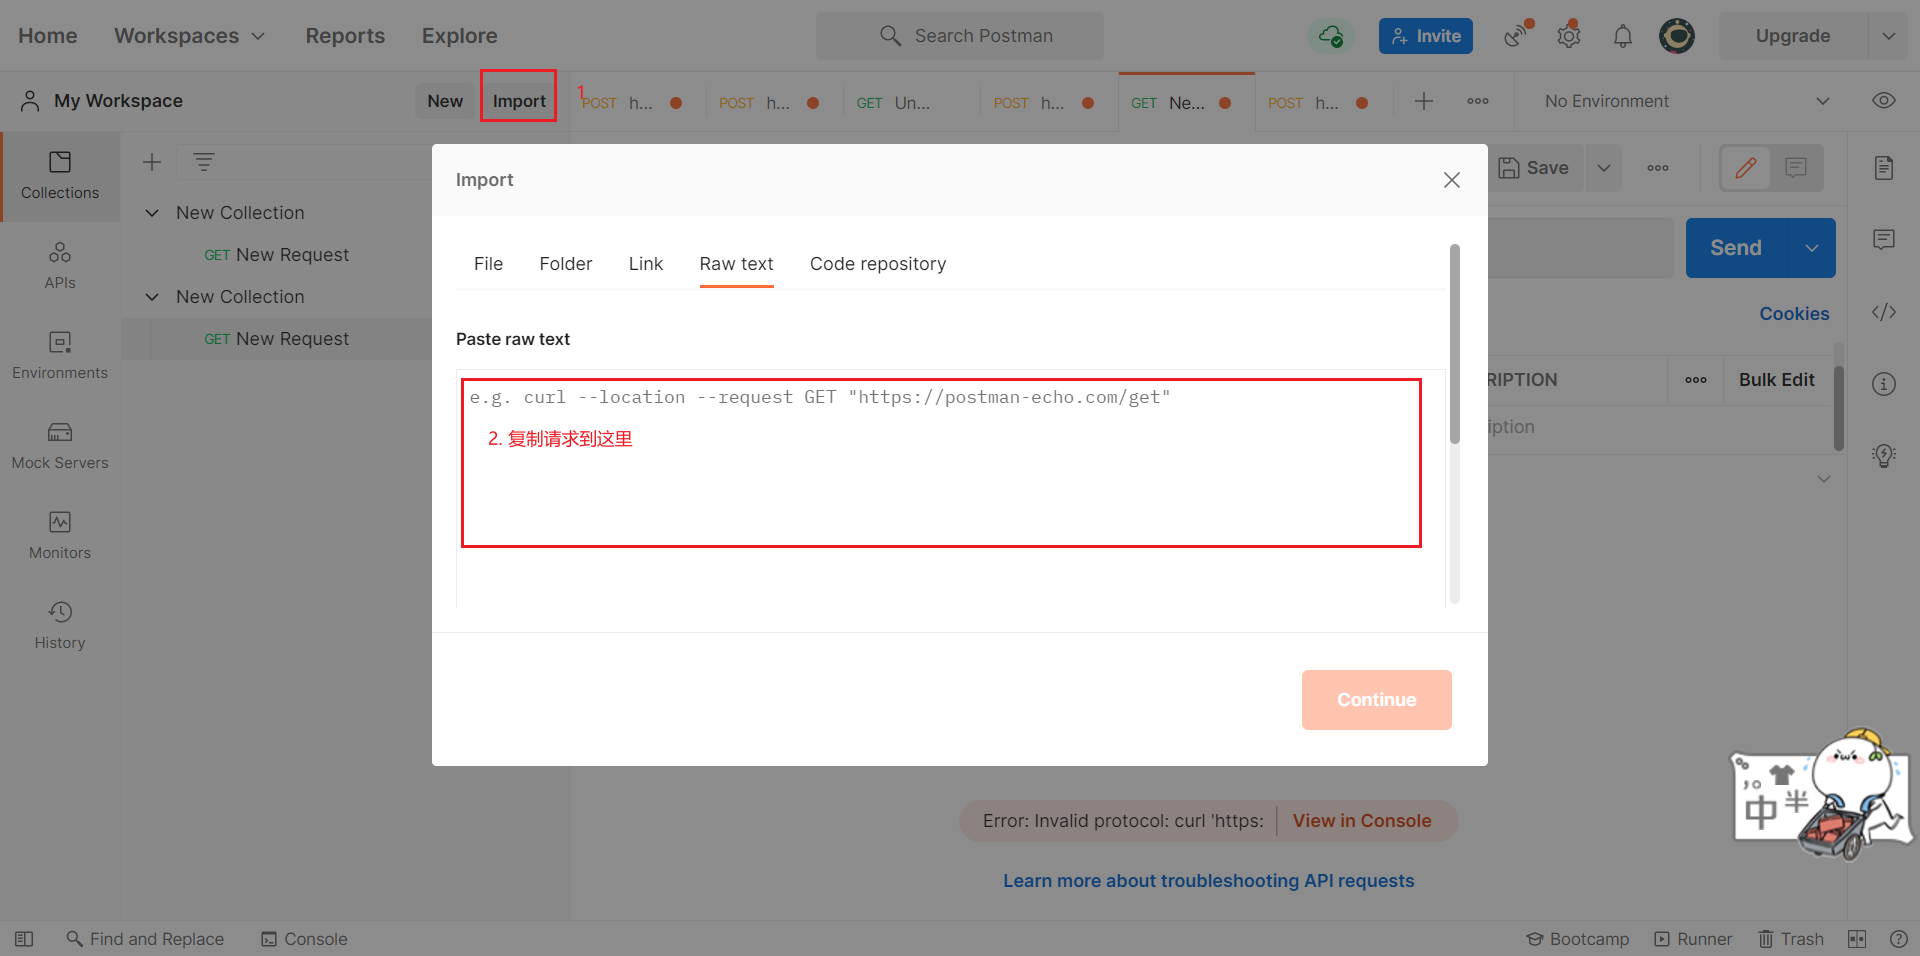 Home
Workspaces
Reports
Explore
Search Postman
Invite
Upgrade
My Workspace
New
Import
1
POST h...
POST h...
GET Un...
POST h...
GET Ne...
POST h...
No Environment
Collections
APIs
Environments
Mock Servers
Monitors
History
New Collection
GET New Request
New Collection
GET New Request
Import
Save
Send
Cookies
File
Folder
Link
Raw text
Code repository
Paste raw text
e.g. curl --location --request GET "https://postman-echo.com/get"
2. 复制请求到这里
RIPTION
Bulk Edit
iption
Continue
Error: Invalid protocol: curl 'https:
View in Console
Learn more about troubleshooting API requests
中
半
Find and Replace
Console
Bootcamp
Runner
Trash